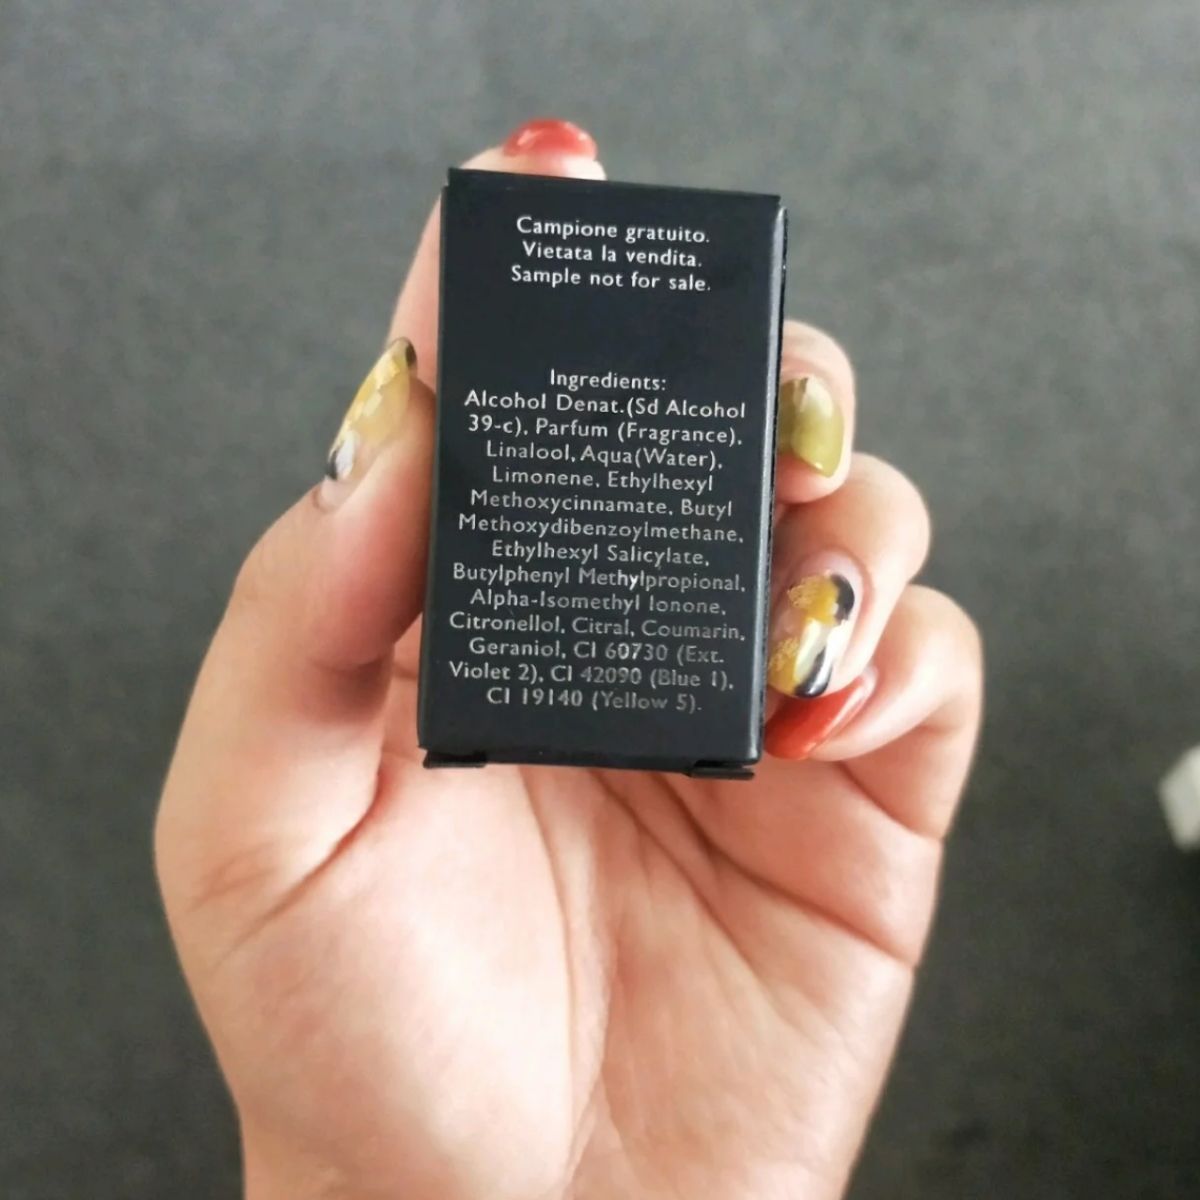 Campione gratuito.
Vietata la vendita.
Sample not for sale.
Ingredients:
Alcohol Denat.(Sd Alcohol
39-c), Parfum (Fragrance),
Linalool, Aqua(Water),
Limonene, Ethylhexyl
Methoxycinnamate, Butyl
Methoxydibenzoylmethane,
Ethylhexyl Salicylate,
Butylphenyl Methylpropional,
Alpha-Isomethyl Ionone,
Citronellol, Citral, Coumarin,
Geraniol, CI 60730 (Ext.
Violet 2), CI 42090 (Blue 1),
CI 19140 (Yellow 5).